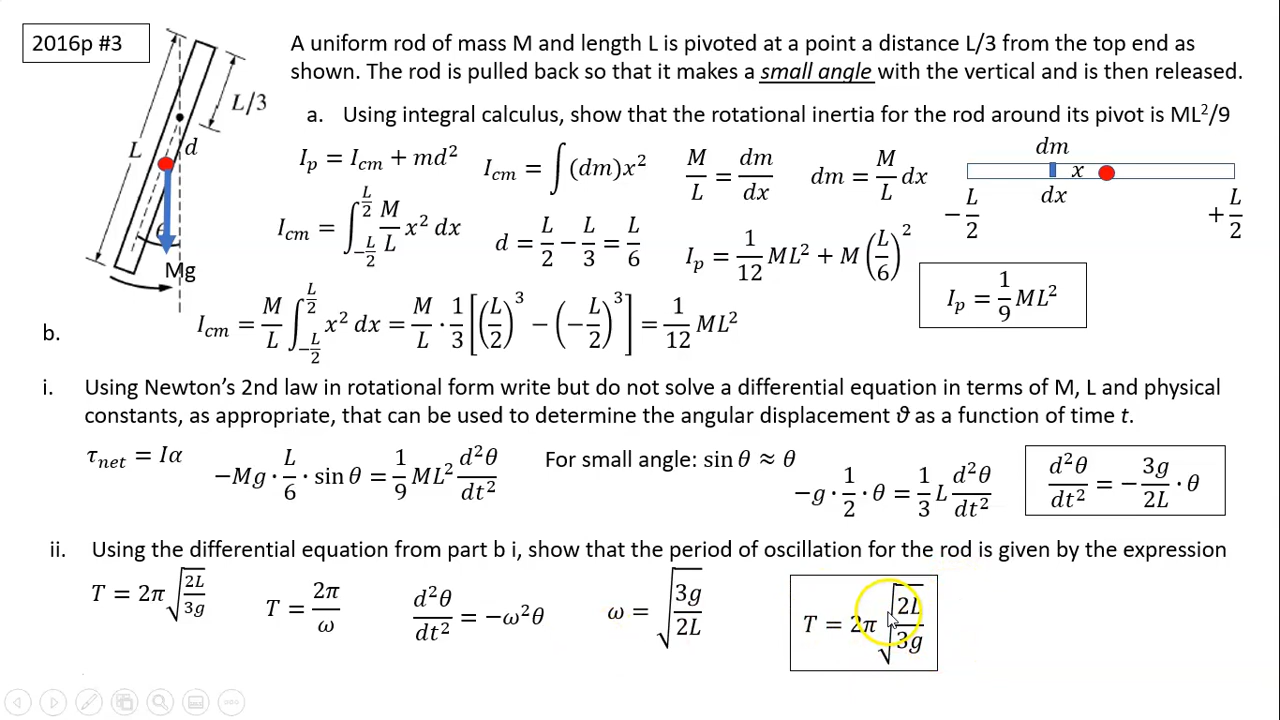 2016p #3
A uniform rod of mass M and length L is pivoted at a point a distance L/3 from the top end as
shown. The rod is pulled back so that it makes a small angle with the vertical and is then released.
L/3
L
d
θ
Mg
a. Using integral calculus, show that the rotational inertia for the rod around its pivot is ML²/9
I_p = I_cm + md²
I_cm = ∫(dm)x²
M/L = dm/dx
dm = M/L dx
dm
x
dx
-L/2
+L/2
I_cm = ∫_{-L/2}^{L/2} M/L x² dx
d = L/2 − L/3 = L/6
I_p = 1/12 ML² + M(L/6)²
I_p = 1/9 ML²
I_cm = M/L ∫_{-L/2}^{L/2} x² dx = M/L · 1/3 [(L/2)³ − (−L/2)³] = 1/12 ML²
b.
i. Using Newton's 2nd law in rotational form write but do not solve a differential equation in terms of M, L and physical
constants, as appropriate, that can be used to determine the angular displacement ϑ as a function of time t.
τ_net = Iα
−Mg · L/6 · sin θ = 1/9 ML² d²θ/dt²
For small angle: sin θ ≈ θ
−g · 1/2 · θ = 1/3 L d²θ/dt²
d²θ/dt² = −3g/2L · θ
ii. Using the differential equation from part b i, show that the period of oscillation for the rod is given by the expression
T = 2π √(2L/3g)
T = 2π/ω
d²θ/dt² = −ω²θ
ω = √(3g/2L)
T = 2π √(2L/3g)